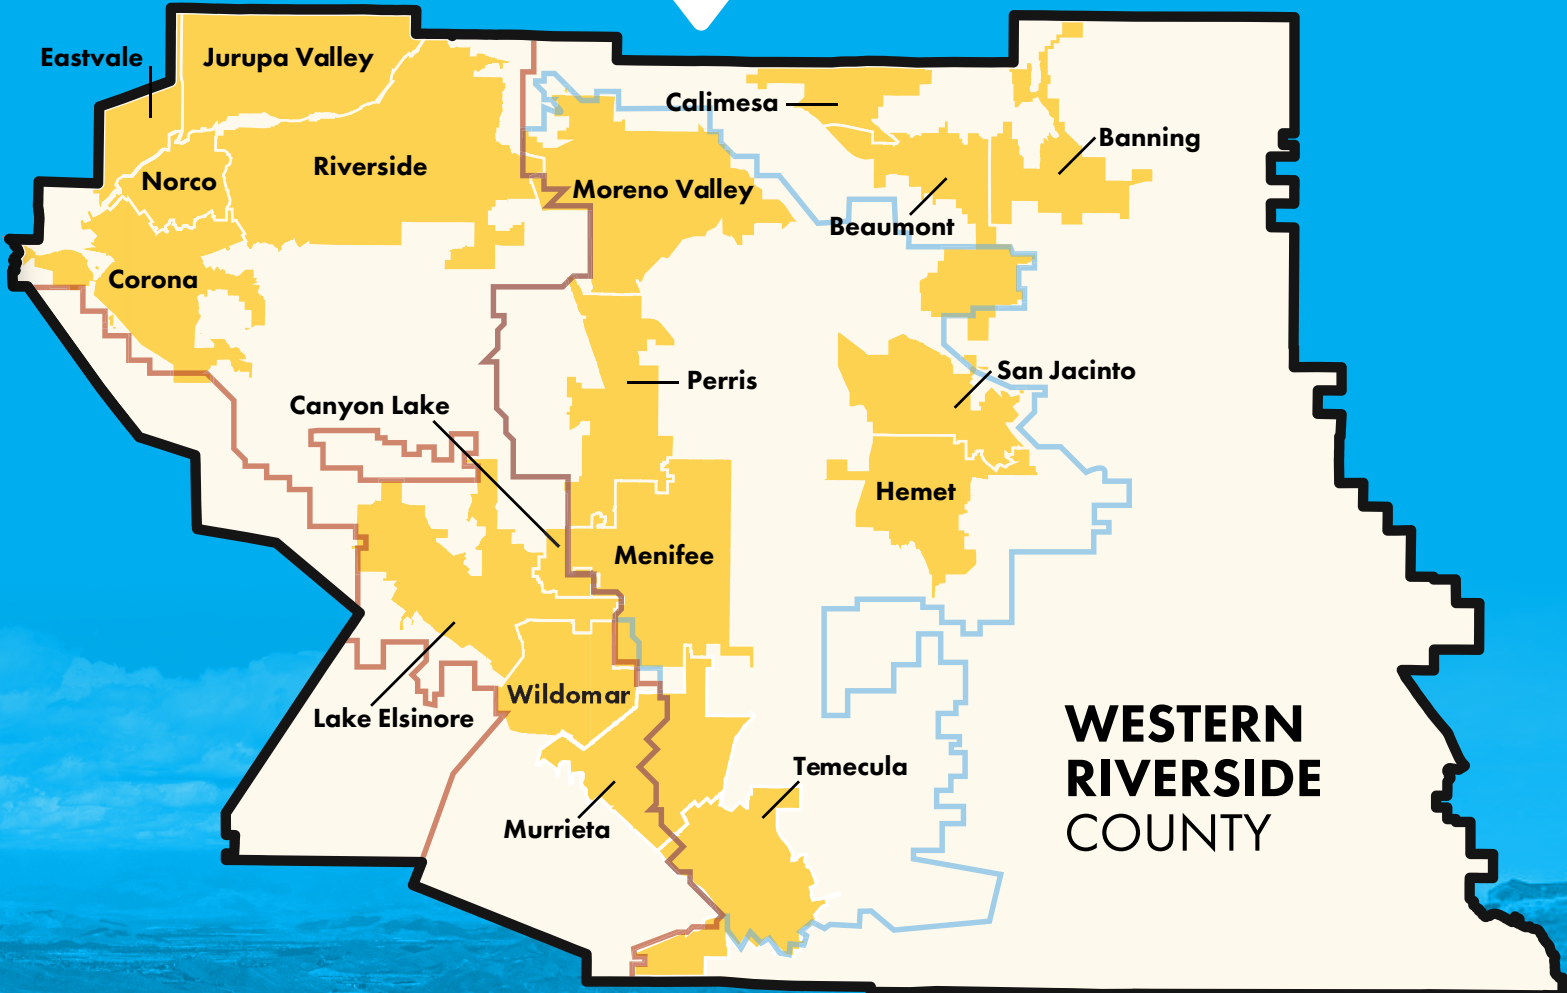 Eastvale
Jurupa Valley
Calimesa
Banning
Riverside
Norco
Moreno Valley
Beaumont
Corona
San Jacinto
Perris
Canyon Lake
Hemet
Menifee
Wildomar
Lake Elsinore
WESTERN
RIVERSIDE
COUNTY
Temecula
Murrieta